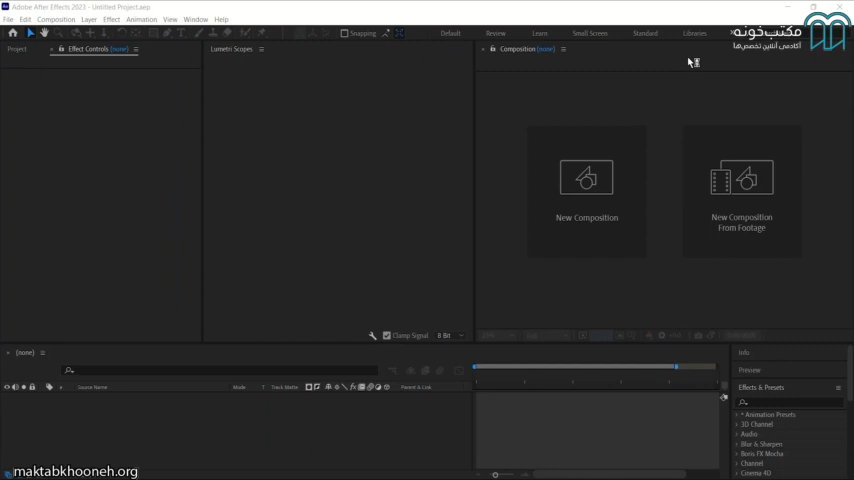 Adobe After Effects 2023 - Untitled Project.aep
File Edit Composition Layer Effect Animation View Window Help
Snapping
Default Review Learn Small Screen Standard Libraries
مکتب‌خونه
آکادمی آنلاین تخصص‌ها
Project Effect Controls (none) Lumetri Scopes Composition (none)
New Composition
New Composition
From Footage
Clamp Signal 8 Bit
(none)
Info
Preview
Effects & Presets
Source Name Mode T Track Matte Parent & Link
* Animation Presets
3D Channel
Audio
Blur & Sharpen
Boris FX Mocha
Channel
Cinema 4D
maktabkhooneh.org